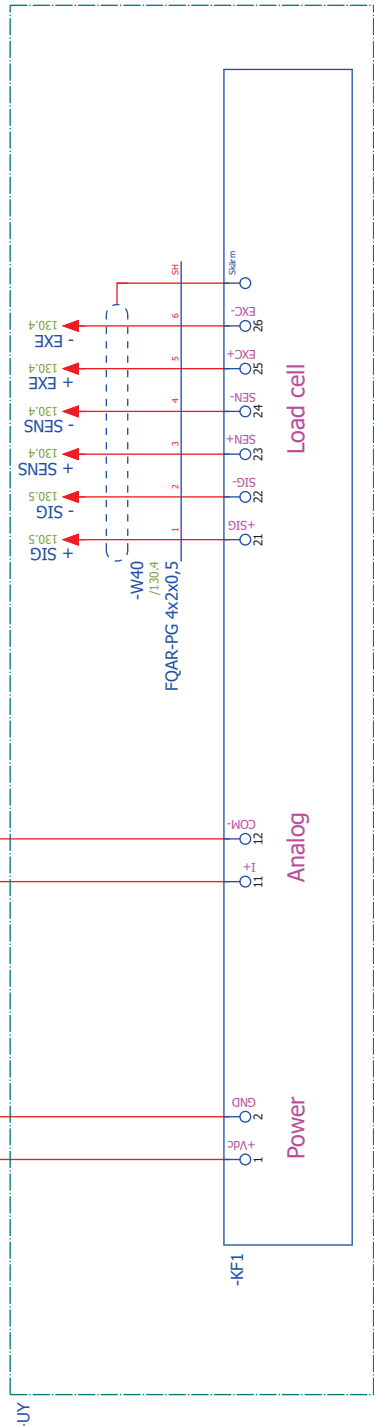 -UY
+ SIG
130.5
- SIG
130.5
+ SENS
130.4
- SENS
130.4
+ EXE
130.4
- EXE
130.4
-W40
/130.4
FQAR-PG 4x2x0,5
1
2
3
4
5
6
SH
-KF1
+Vdc
1
GND
2
Power
I+
11
COM-
12
Analog
+SIG
21
SIG-
22
SEN+
23
SEN-
24
EXC+
25
EXC-
26
Skärm
Load cell